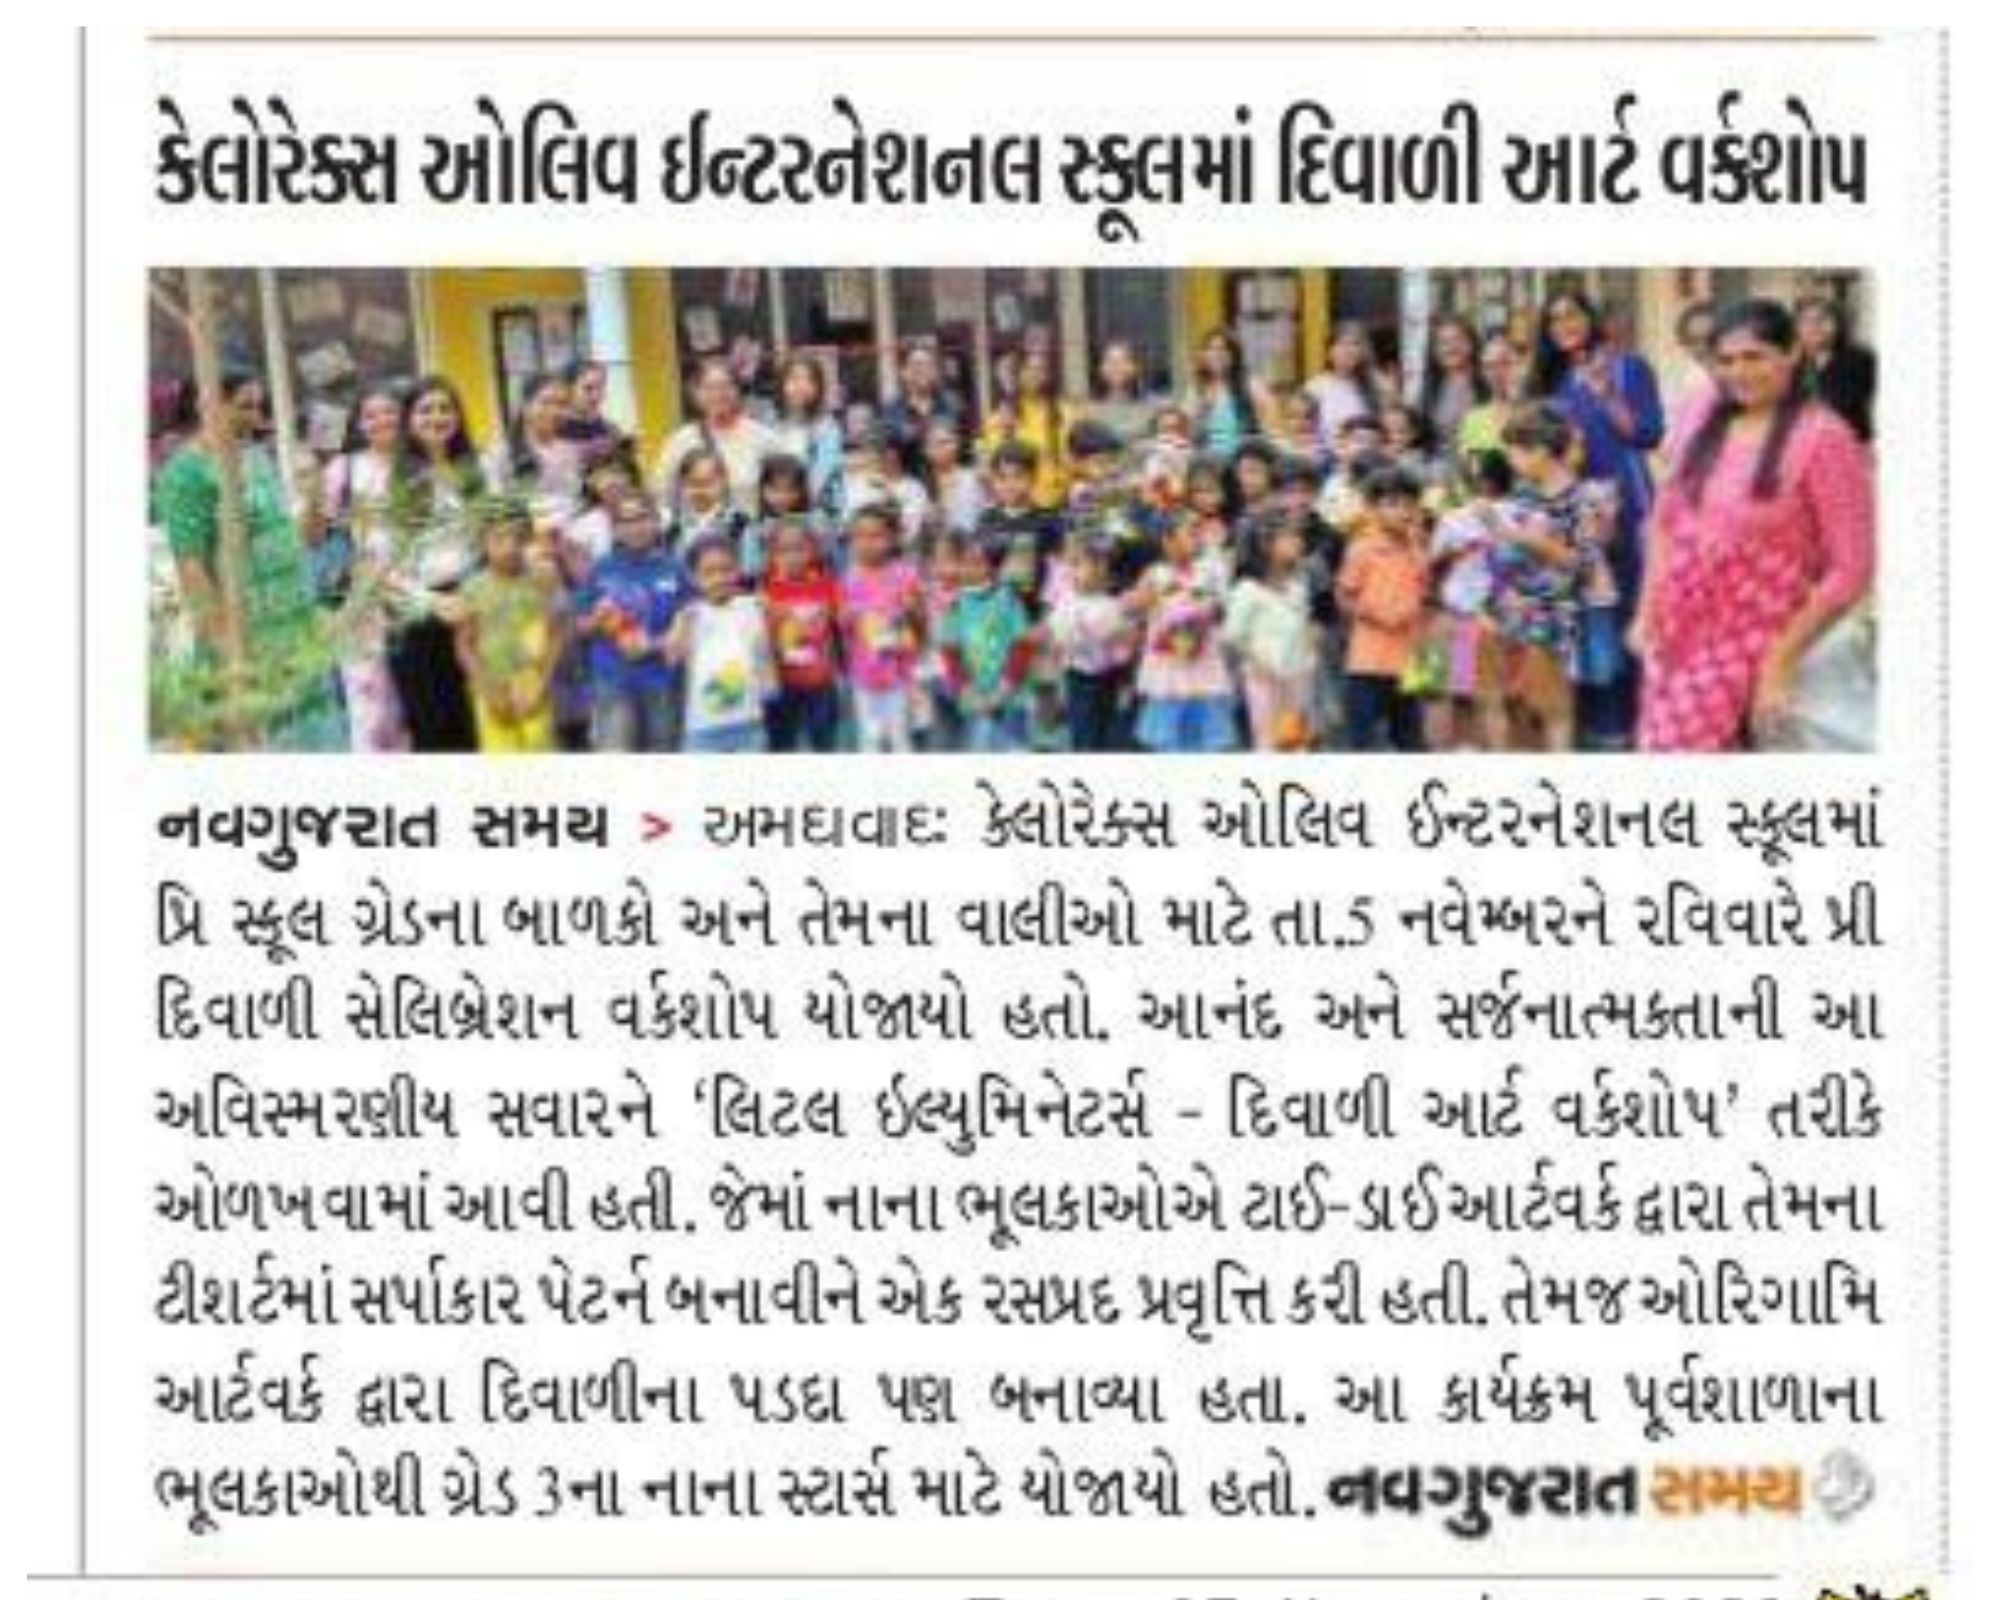 કેલોરેક્સ ઓલિવ ઈન્ટરનેશનલ સ્કૂલમાં દિવાળી આર્ટ વર્કશોપ
નવગુજરાત સમય > અમદાવાદઃ કેલોરેક્સ ઓલિવ ઈન્ટરનેશનલ સ્કૂલમાં
પ્રિ સ્કૂલ ગ્રેડના બાળકો અને તેમના વાલીઓ માટે તા.5 નવેમ્બરને રવિવારે પ્રી
દિવાળી સેલિબ્રેશન વર્કશોપ યોજાયો હતો. આનંદ અને સર્જનાત્મકતાની આ
અવિસ્મરણીય સવારને ‘લિટલ ઇલ્યુમિનેટર્સ - દિવાળી આર્ટ વર્કશોપ’ તરીકે
ઓળખવામાં આવી હતી. જેમાં નાના ભૂલકાઓએ ટાઈ-ડાઈ આર્ટવર્ક દ્વારા તેમના
ટીશર્ટમાં સર્પાકાર પેટર્ન બનાવીને એક રસપ્રદ પ્રવૃત્તિ કરી હતી. તેમજ ઓરિગામિ
આર્ટવર્ક દ્વારા દિવાળીના પડદા પણ બનાવ્યા હતા. આ કાર્યક્રમ પૂર્વશાળાના
ભૂલકાઓથી ગ્રેડ 3ના નાના સ્ટાર્સ માટે યોજાયો હતો. નવગુજરાત સમય